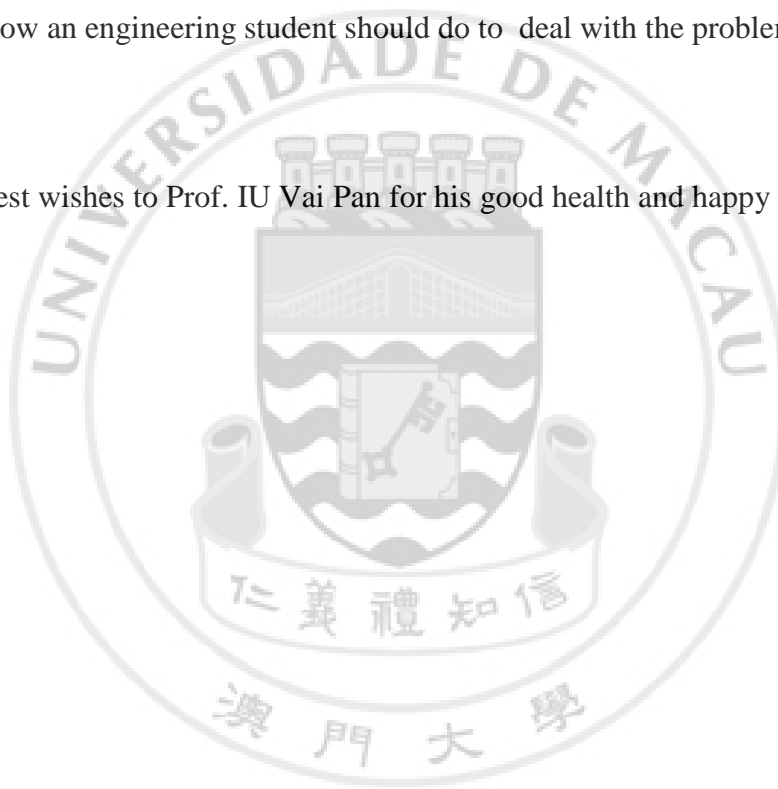 ow an engineering student should do to deal with the
est wishes to Prof. IU Vai Pan for his good health and happy
UNIVERSIDADE DE MACAU
仁義禮知信
澳門大學